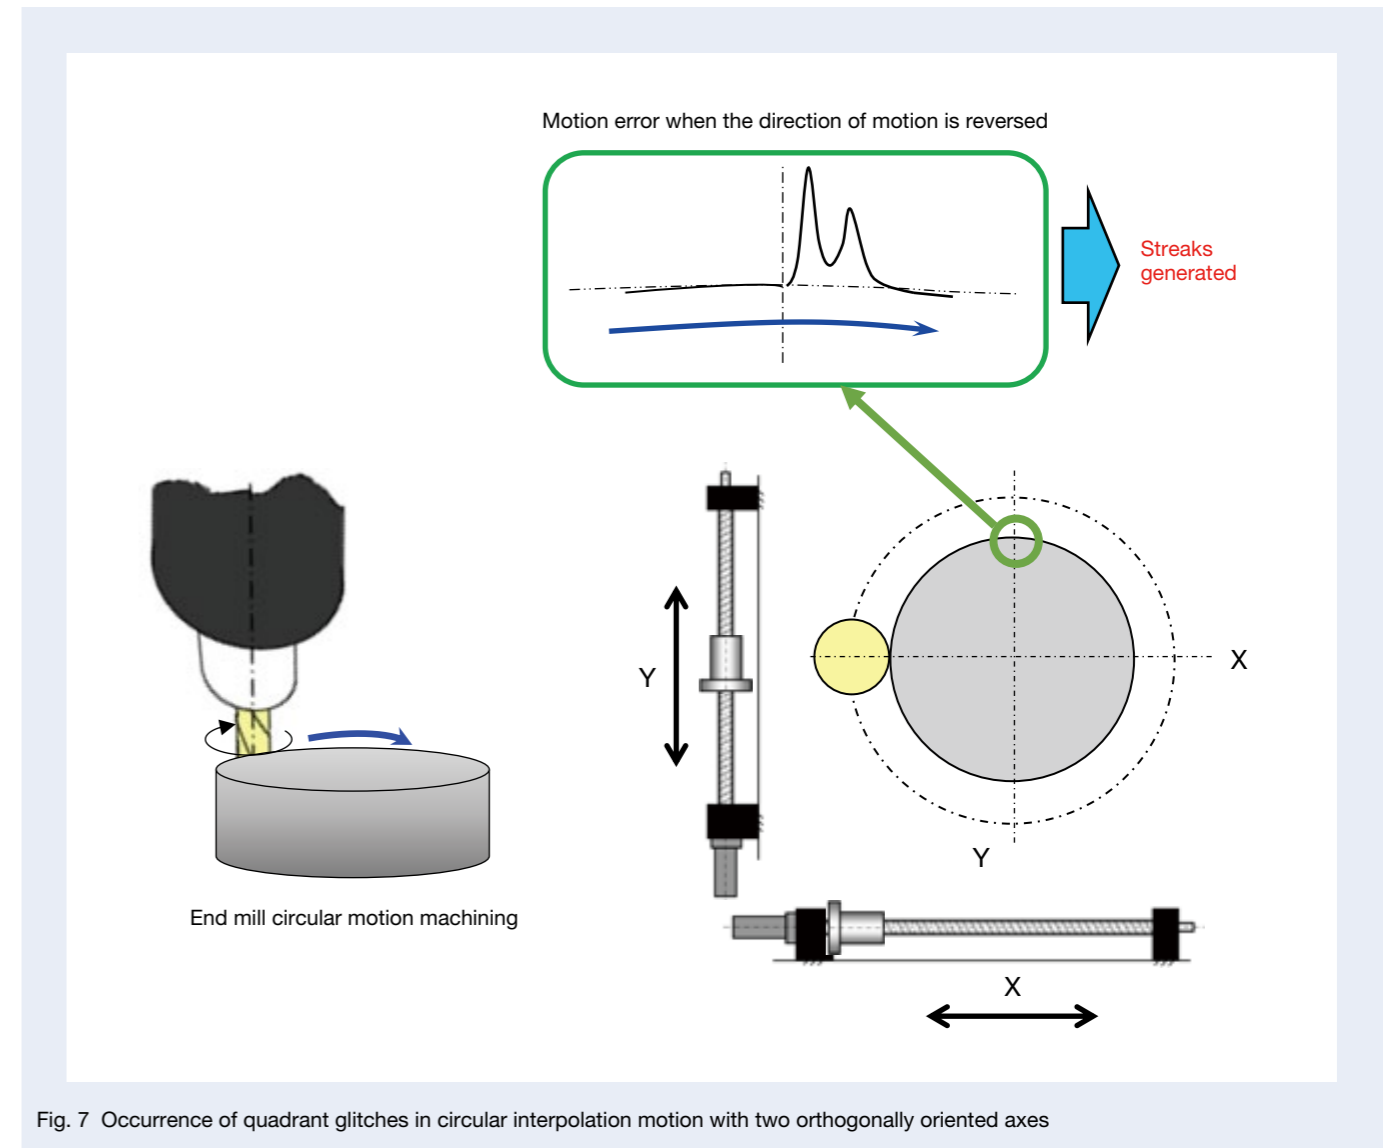 Motion error when the direction of motion is reversed
Streaks
generated
Y
X
Y
End mill circular motion machining
X
Fig. 7 Occurrence of quadrant glitches in circular interpolation motion with two orthogonally oriented axes